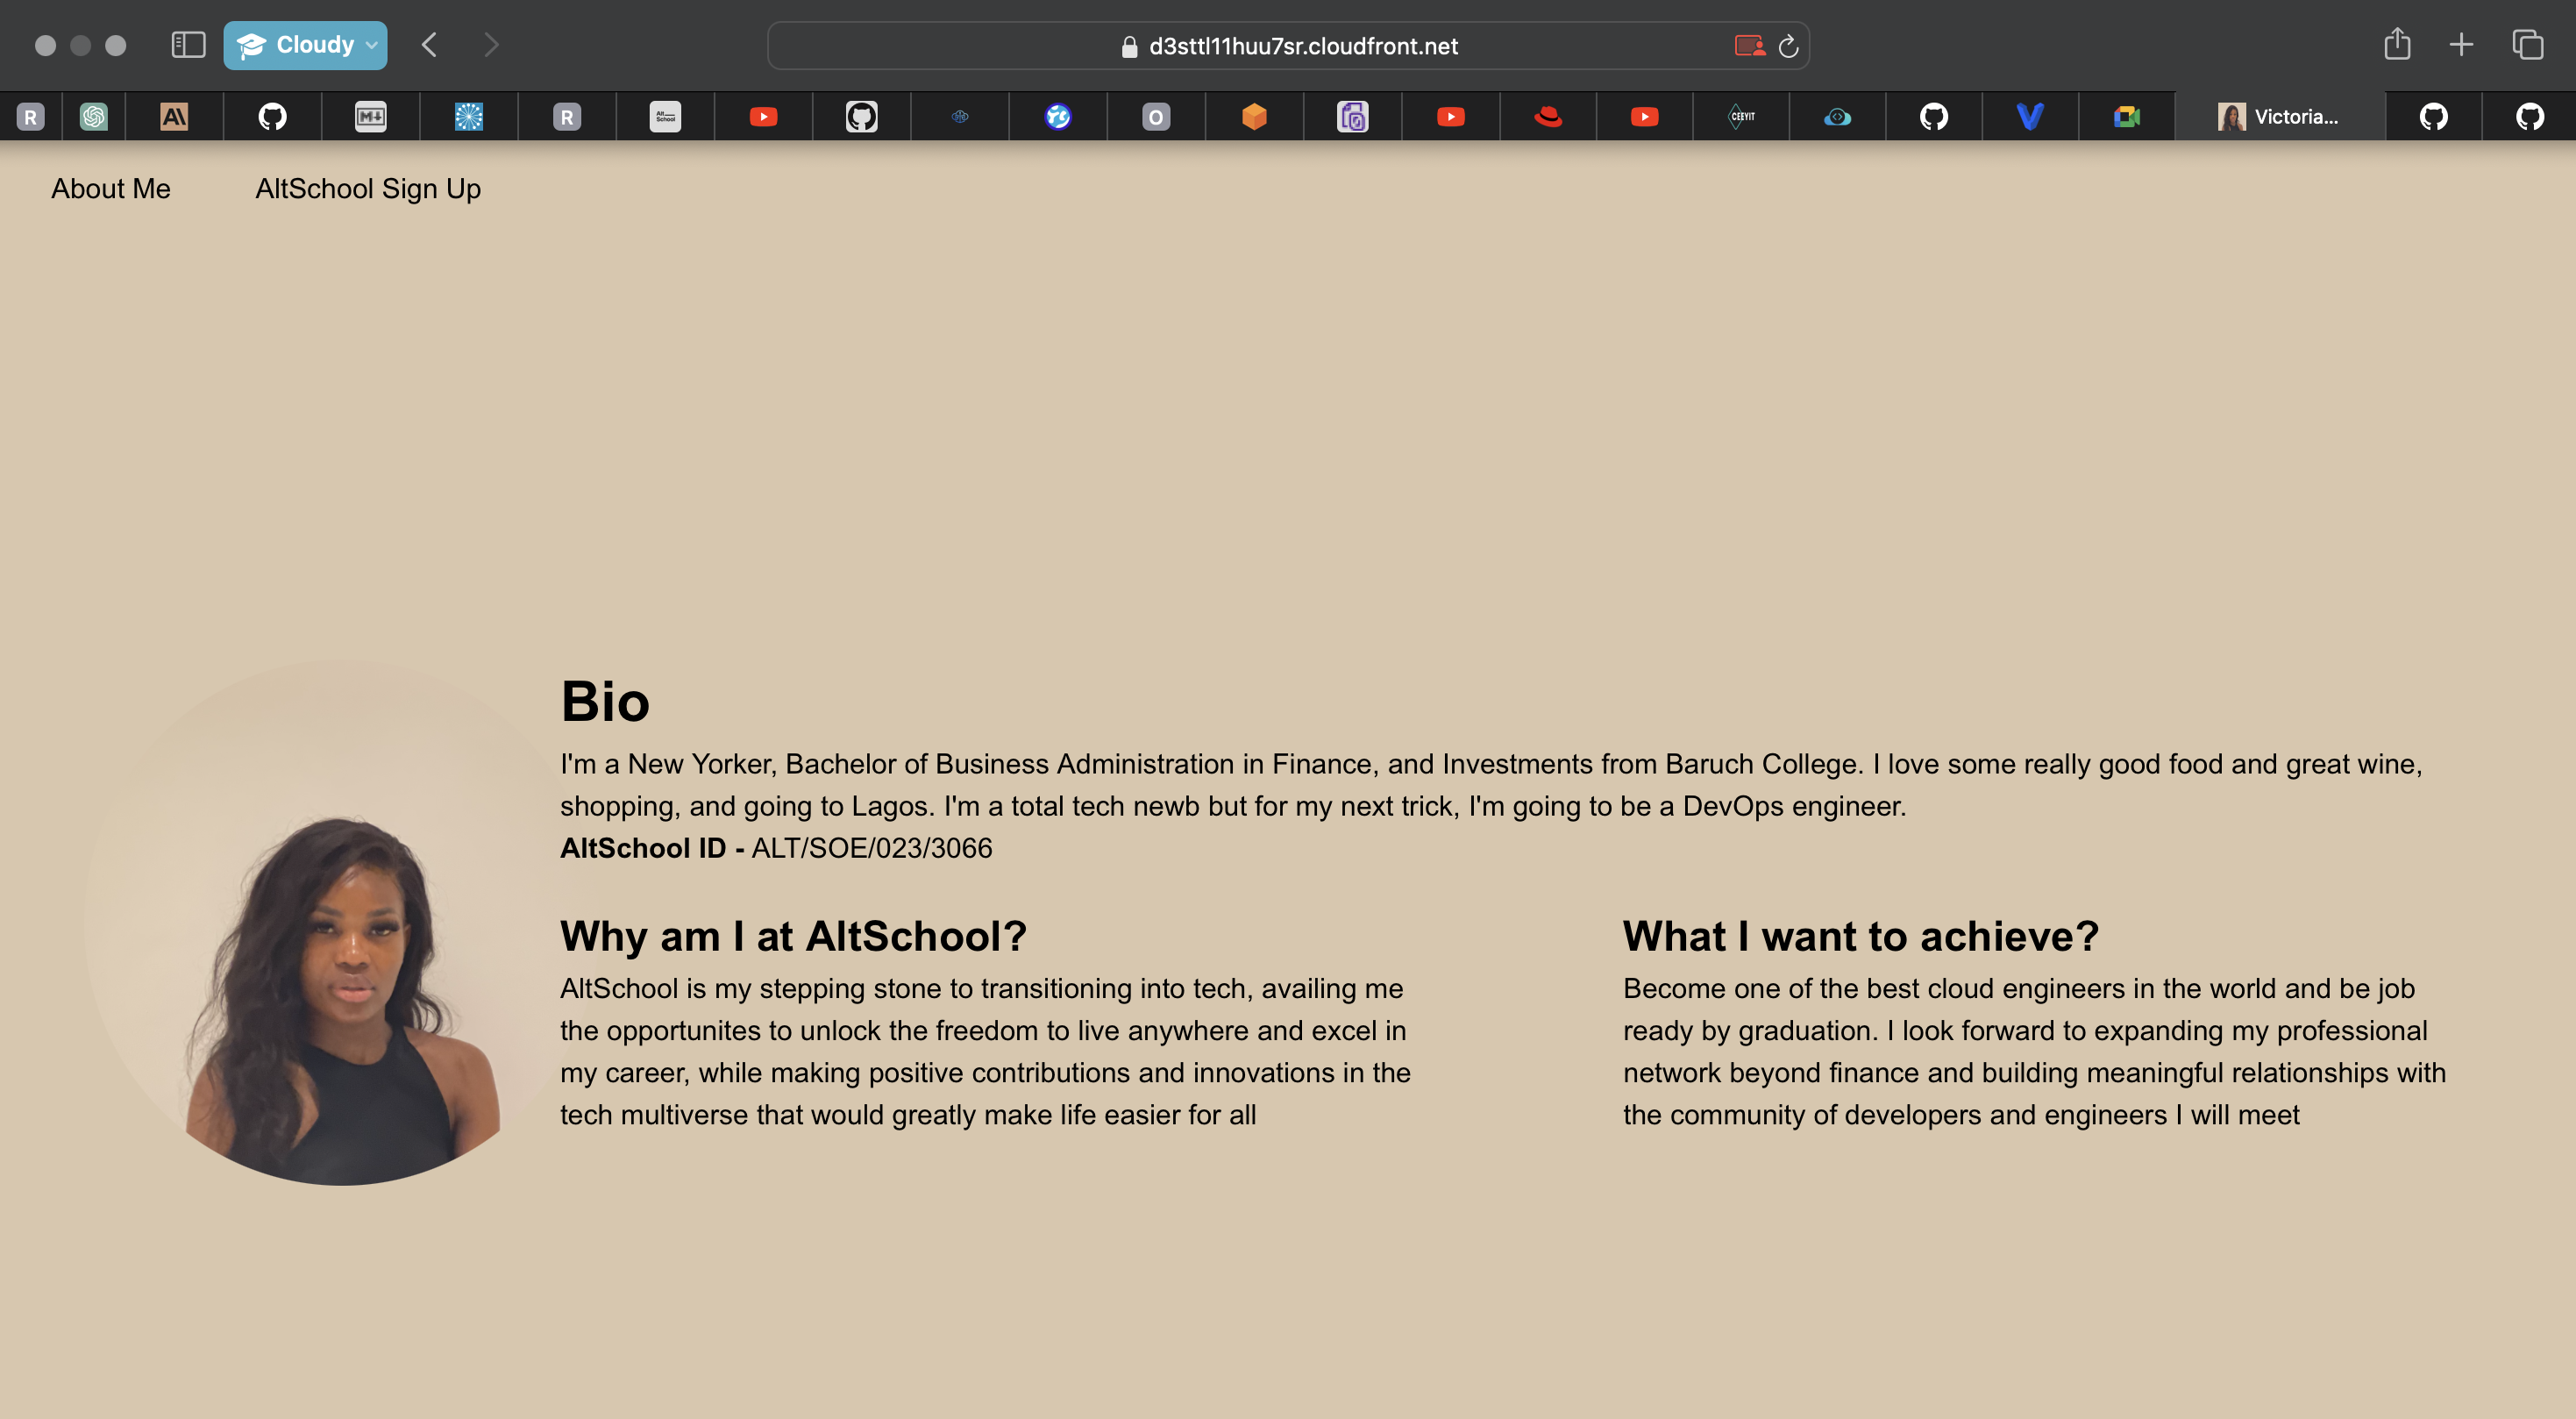 Cloudy
d3sttl11huu7sr.cloudfront.net
R
R
Alt School
O
CEEYIT
Victoria...
About Me
AltSchool Sign Up
Bio
I'm a New Yorker, Bachelor of Business Administration in Finance, and Investments from Baruch College. I love some really good food and great wine,
shopping, and going to Lagos. I'm a total tech newb but for my next trick, I'm going to be a DevOps engineer.
AltSchool ID - ALT/SOE/023/3066
Why am I at AltSchool?
AltSchool is my stepping stone to transitioning into tech, availing me
the opportunites to unlock the freedom to live anywhere and excel in
my career, while making positive contributions and innovations in the
tech multiverse that would greatly make life easier for all
What I want to achieve?
Become one of the best cloud engineers in the world and be job
ready by graduation. I look forward to expanding my professional
network beyond finance and building meaningful relationships with
the community of developers and engineers I will meet